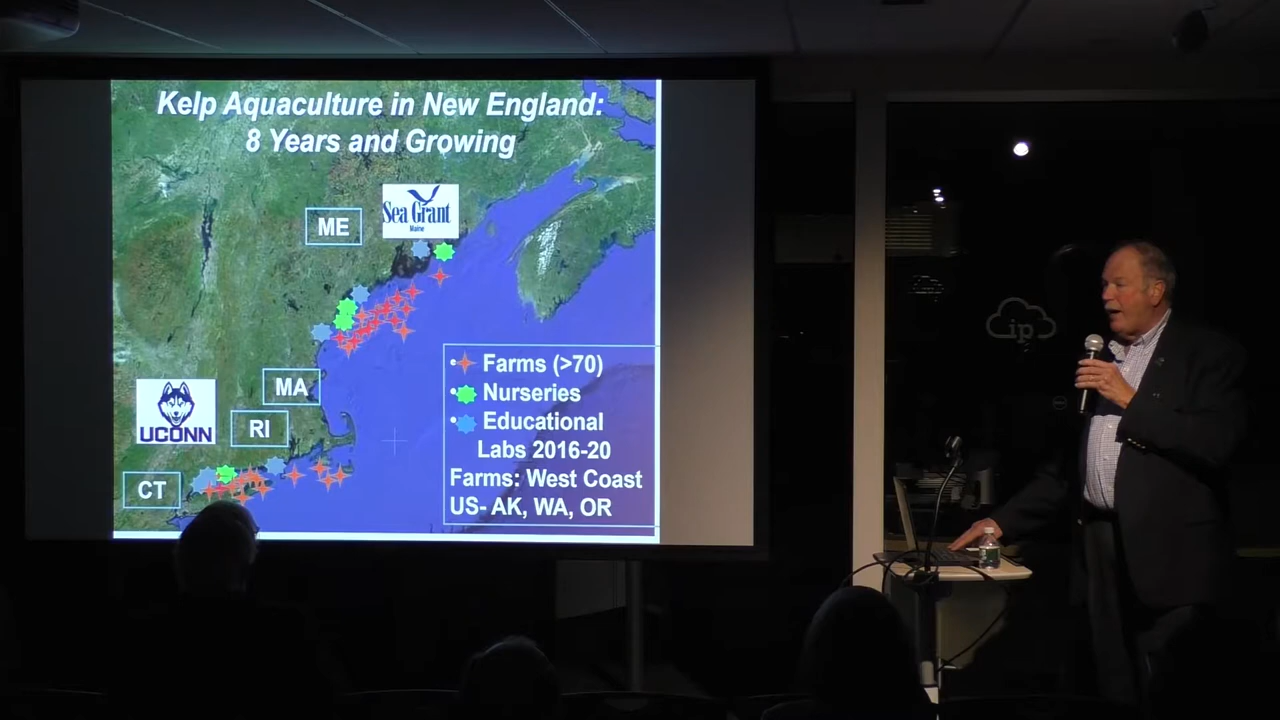 Kelp Aquaculture in New England:
8 Years and Growing
Sea Grant
Maine
ME
MA
RI
CT
UCONN
• Farms (>70)
• Nurseries
• Educational
Labs 2016-20
Farms: West Coast
US- AK, WA, OR
ip